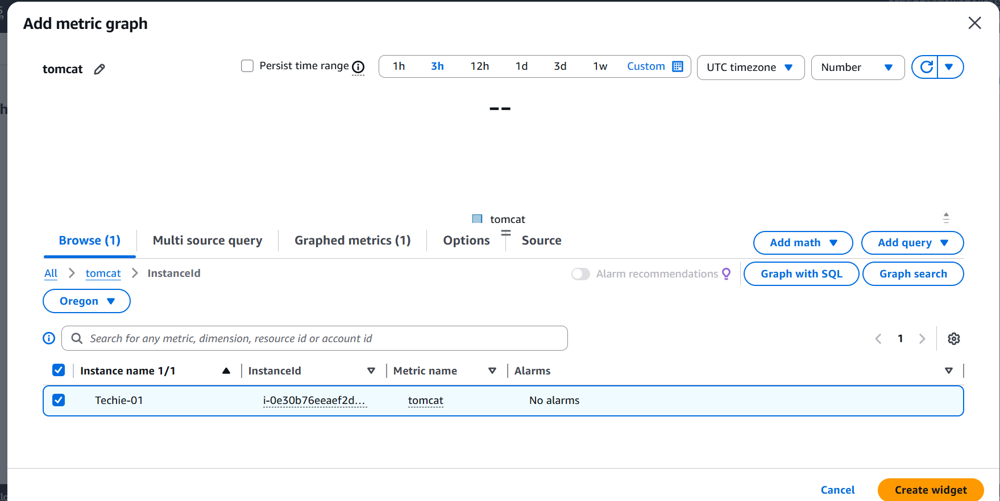 Add metric graph
tomcat
Persist time range
1h 3h 12h 1d 3d 1w Custom
UTC timezone
Number
--
tomcat
Browse (1) Multi source query Graphed metrics (1) Options Source
Add math
Add query
All tomcat InstanceId
Alarm recommendations
Graph with SQL
Graph search
Oregon
Search for any metric, dimension, resource id or account id
1
Instance name 1/1 InstanceId Metric name Alarms
Techie-01 i-0e30b76eeaef2d... tomcat No alarms
Cancel
Create widget